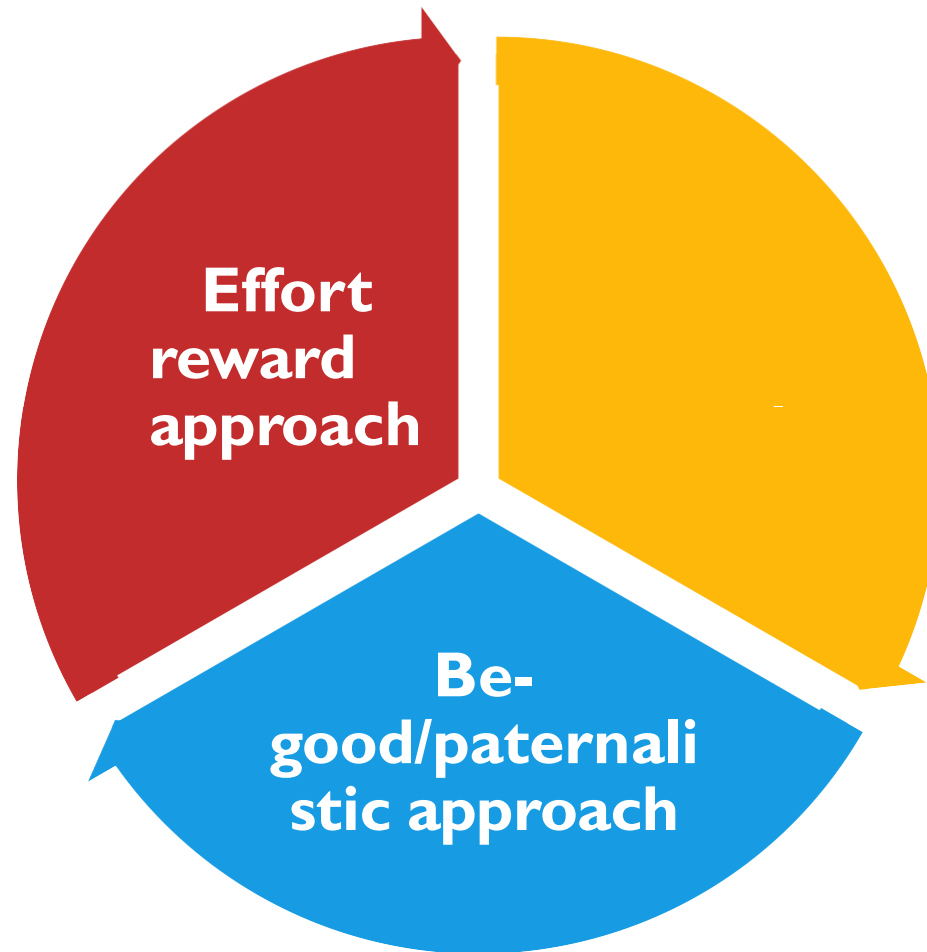 Effort
reward
approach
Be-
good/paternali
stic approach